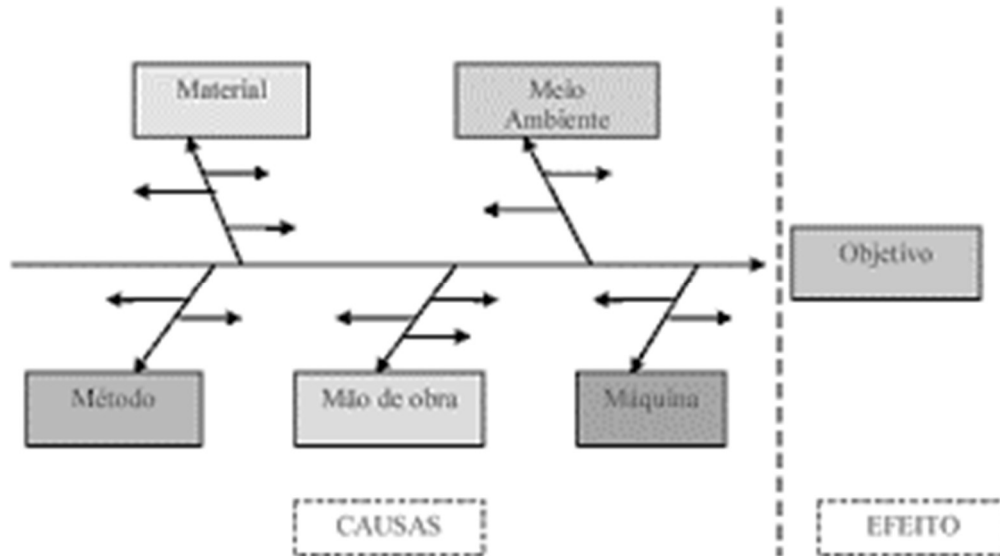 Material
Meio
Ambiente
Objetivo
Método
Mão de obra
Máquina
CAUSAS
EFEITO